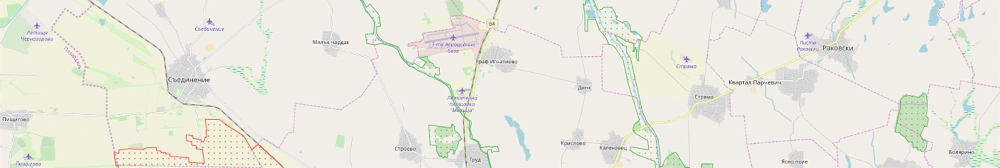 Летище
Черногорово
Съединение
Пазарджик
Малък чардак
64
3-та Авиационна
база
Граф Игнатиево
Писта
Раковски
Раковски
Стряма
Съединение
Квартал Парчевич
Динк
Стряма
Летателна
площадка
"Марица"
Пищигово
Крислово
Калековец
Строево
Труд
Болярино
Ясно поле
Пищигово